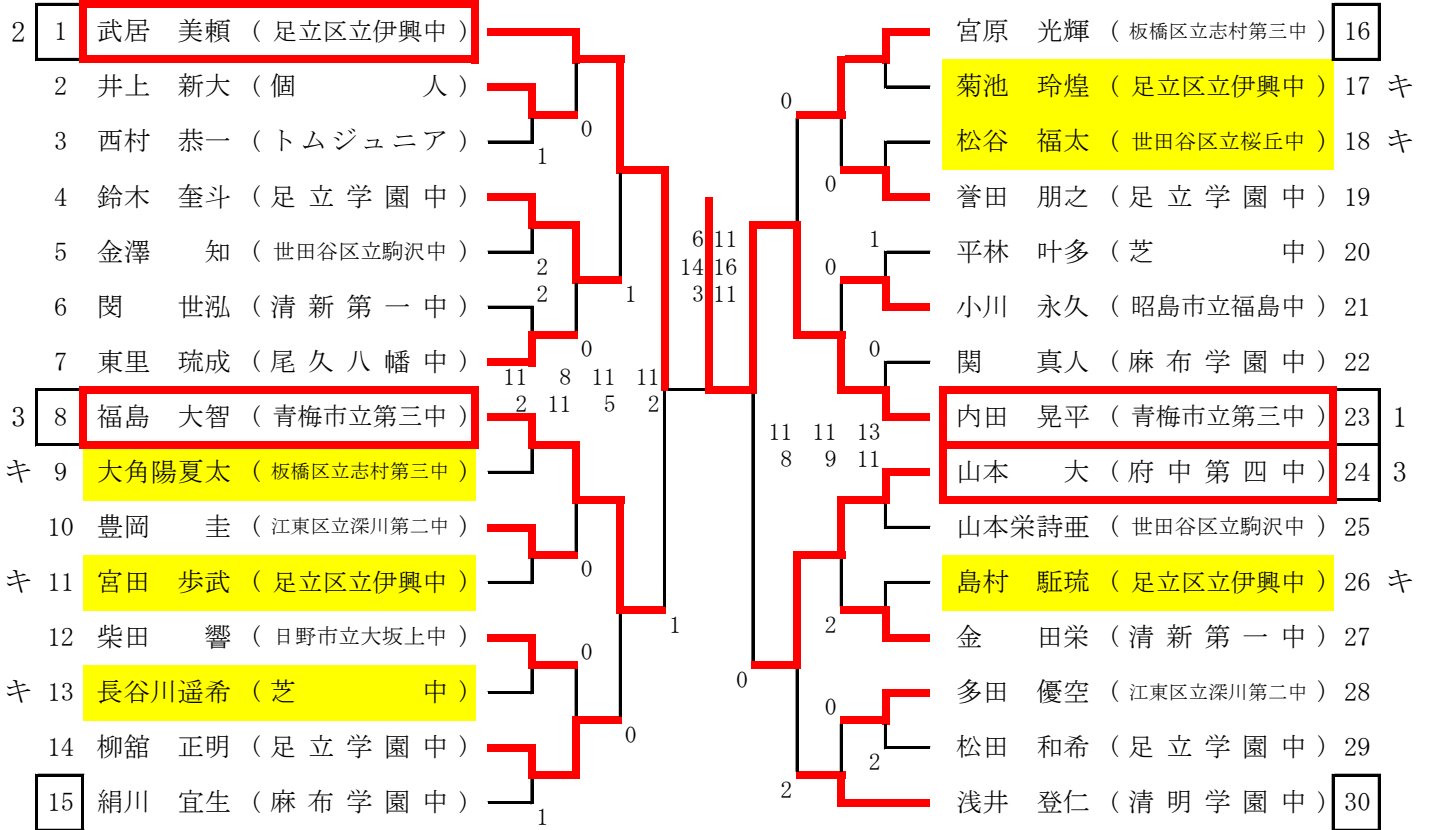 2 1 武居 美頼 ( 足立区立伊興中 )
2 井上 新大 ( 個 人 )
0
3 西村 恭一 ( トムジュニア )
1
4 鈴木 奎斗 ( 足 立 学 園 中 )
5 金澤 知 ( 世田谷区立駒沢中 )
2
2
1
6 閔 世泓 ( 清 新 第 一 中 )
0
7 東里 琉成 ( 尾 久 八 幡 中 )
11 8 11 11
2 11 5 2
3 8 福島 大智 ( 青梅市立第三中 )
キ 9 大角陽夏太 ( 板橋区立志村第三中 )
10 豊岡 圭 ( 江東区立深川第二中 )
0
キ 11 宮田 歩武 ( 足立区立伊興中 )
1
12 柴田 響 ( 日野市立大坂上中 )
0
キ 13 長谷川遥希 ( 芝 中 )
0
14 柳舘 正明 ( 足 立 学 園 中 )
15 絹川 宜生 ( 麻 布 学 園 中 )
1
6 11
14 16
3 11
宮原 光輝 ( 板橋区立志村第三中 ) 16
菊池 玲煌 ( 足立区立伊興中 ) 17 キ
0
松谷 福太 ( 世田谷区立桜丘中 ) 18 キ
0
誉田 朋之 ( 足 立 学 園 中 ) 19
1
平林 叶多 ( 芝 中 ) 20
0
小川 永久 ( 昭島市立福島中 ) 21
0
関 真人 ( 麻 布 学 園 中 ) 22
内田 晃平 ( 青梅市立第三中 ) 23 1
11 11 13
8 9 11
山本 大 ( 府 中 第 四 中 ) 24 3
山本栄詩亜 ( 世田谷区立駒沢中 ) 25
島村 駈琉 ( 足立区立伊興中 ) 26 キ
2
金 田栄 ( 清 新 第 一 中 ) 27
0
多田 優空 ( 江東区立深川第二中 ) 28
0
松田 和希 ( 足 立 学 園 中 ) 29
2
2
浅井 登仁 ( 清 明 学 園 中 ) 30